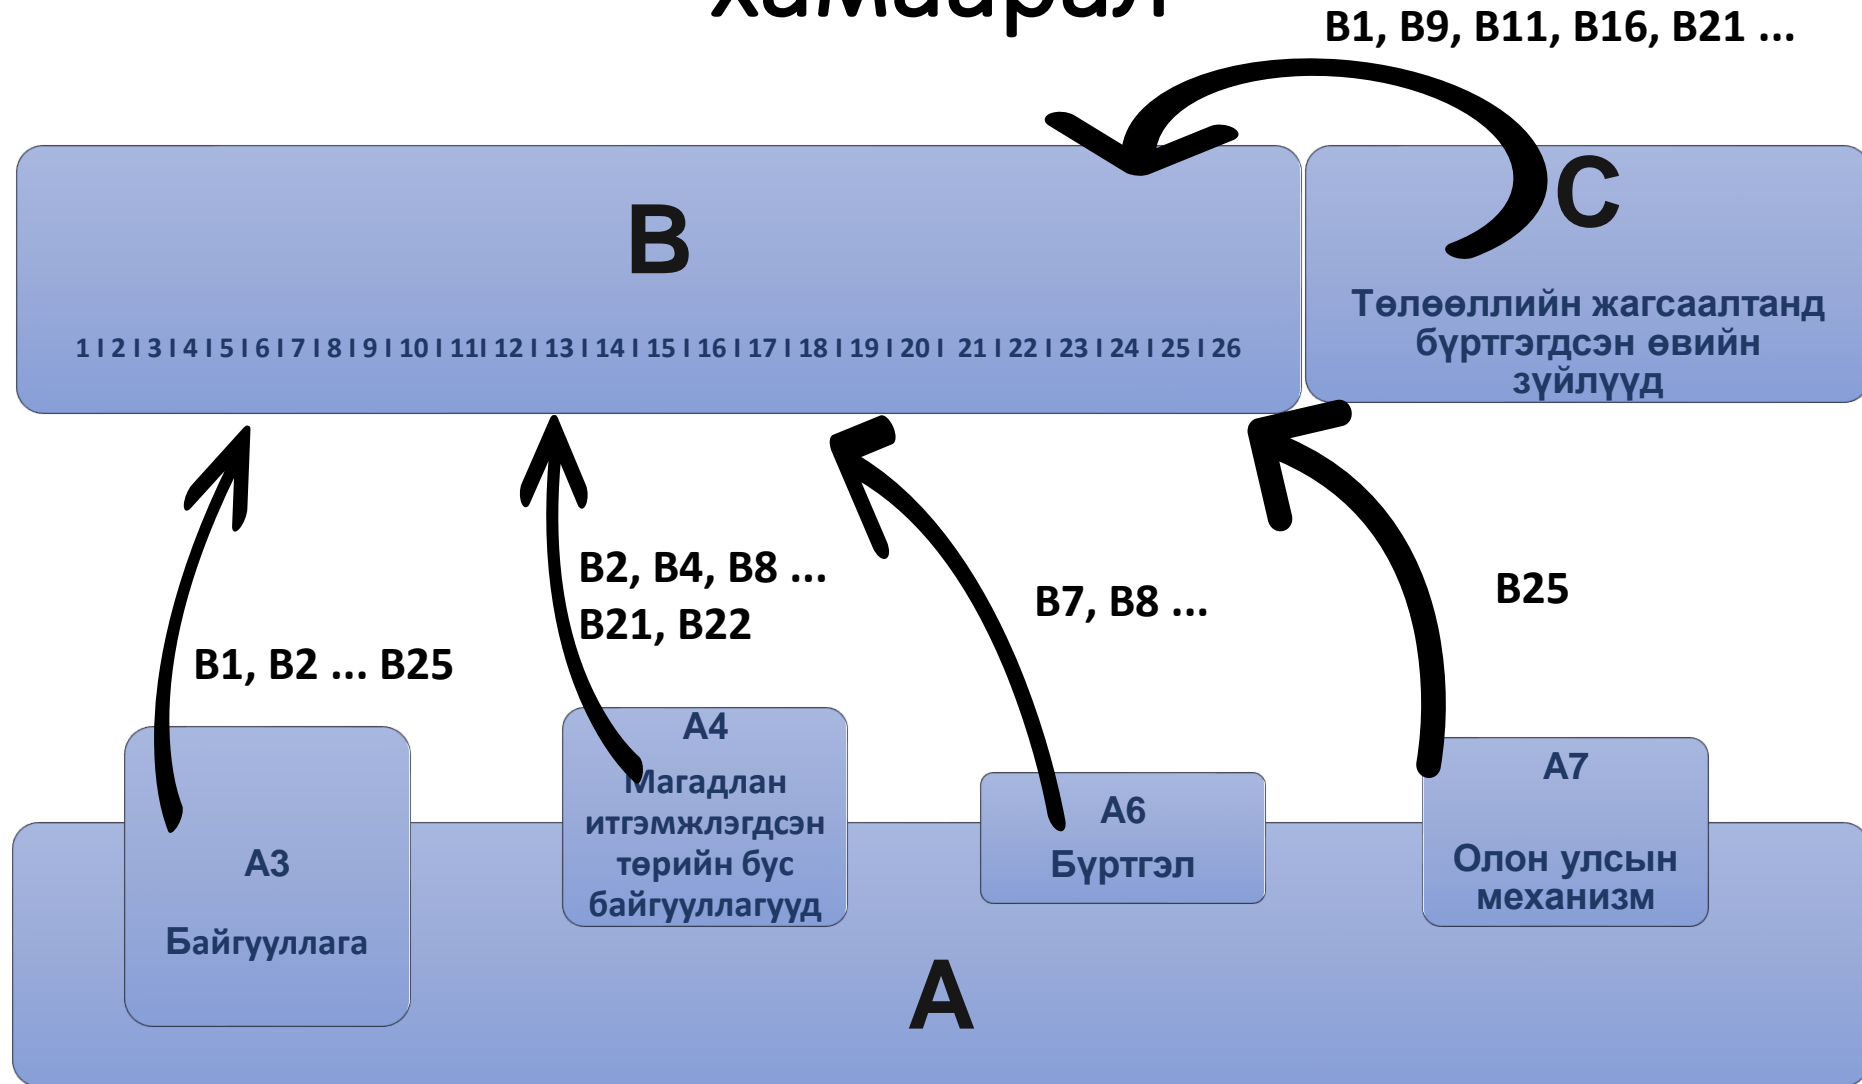 хамаарал
B1, B9, B11, B16, B21 ...
B
1 I 2 I 3 I 4 I 5 I 6 I 7 I 8 I 9 I 10 I 11I 12 I 13 I 14 I 15 I 16 I 17 I 18 I 19 I 20 I 21 I 22 I 23 I 24 I 25 I 26
C
Төлөөллийн жагсаалтанд
бүртгэгдсэн өвийн
зүйлүүд
B1, B2 ... B25
B2, B4, B8 ...
B21, B22
B7, B8 ...
B25
A3
Байгууллага
A4
Магадлан
итгэмжлэгдсэн
төрийн бус
байгууллагууд
A6
Бүртгэл
A7
Олон улсын
механизм
A